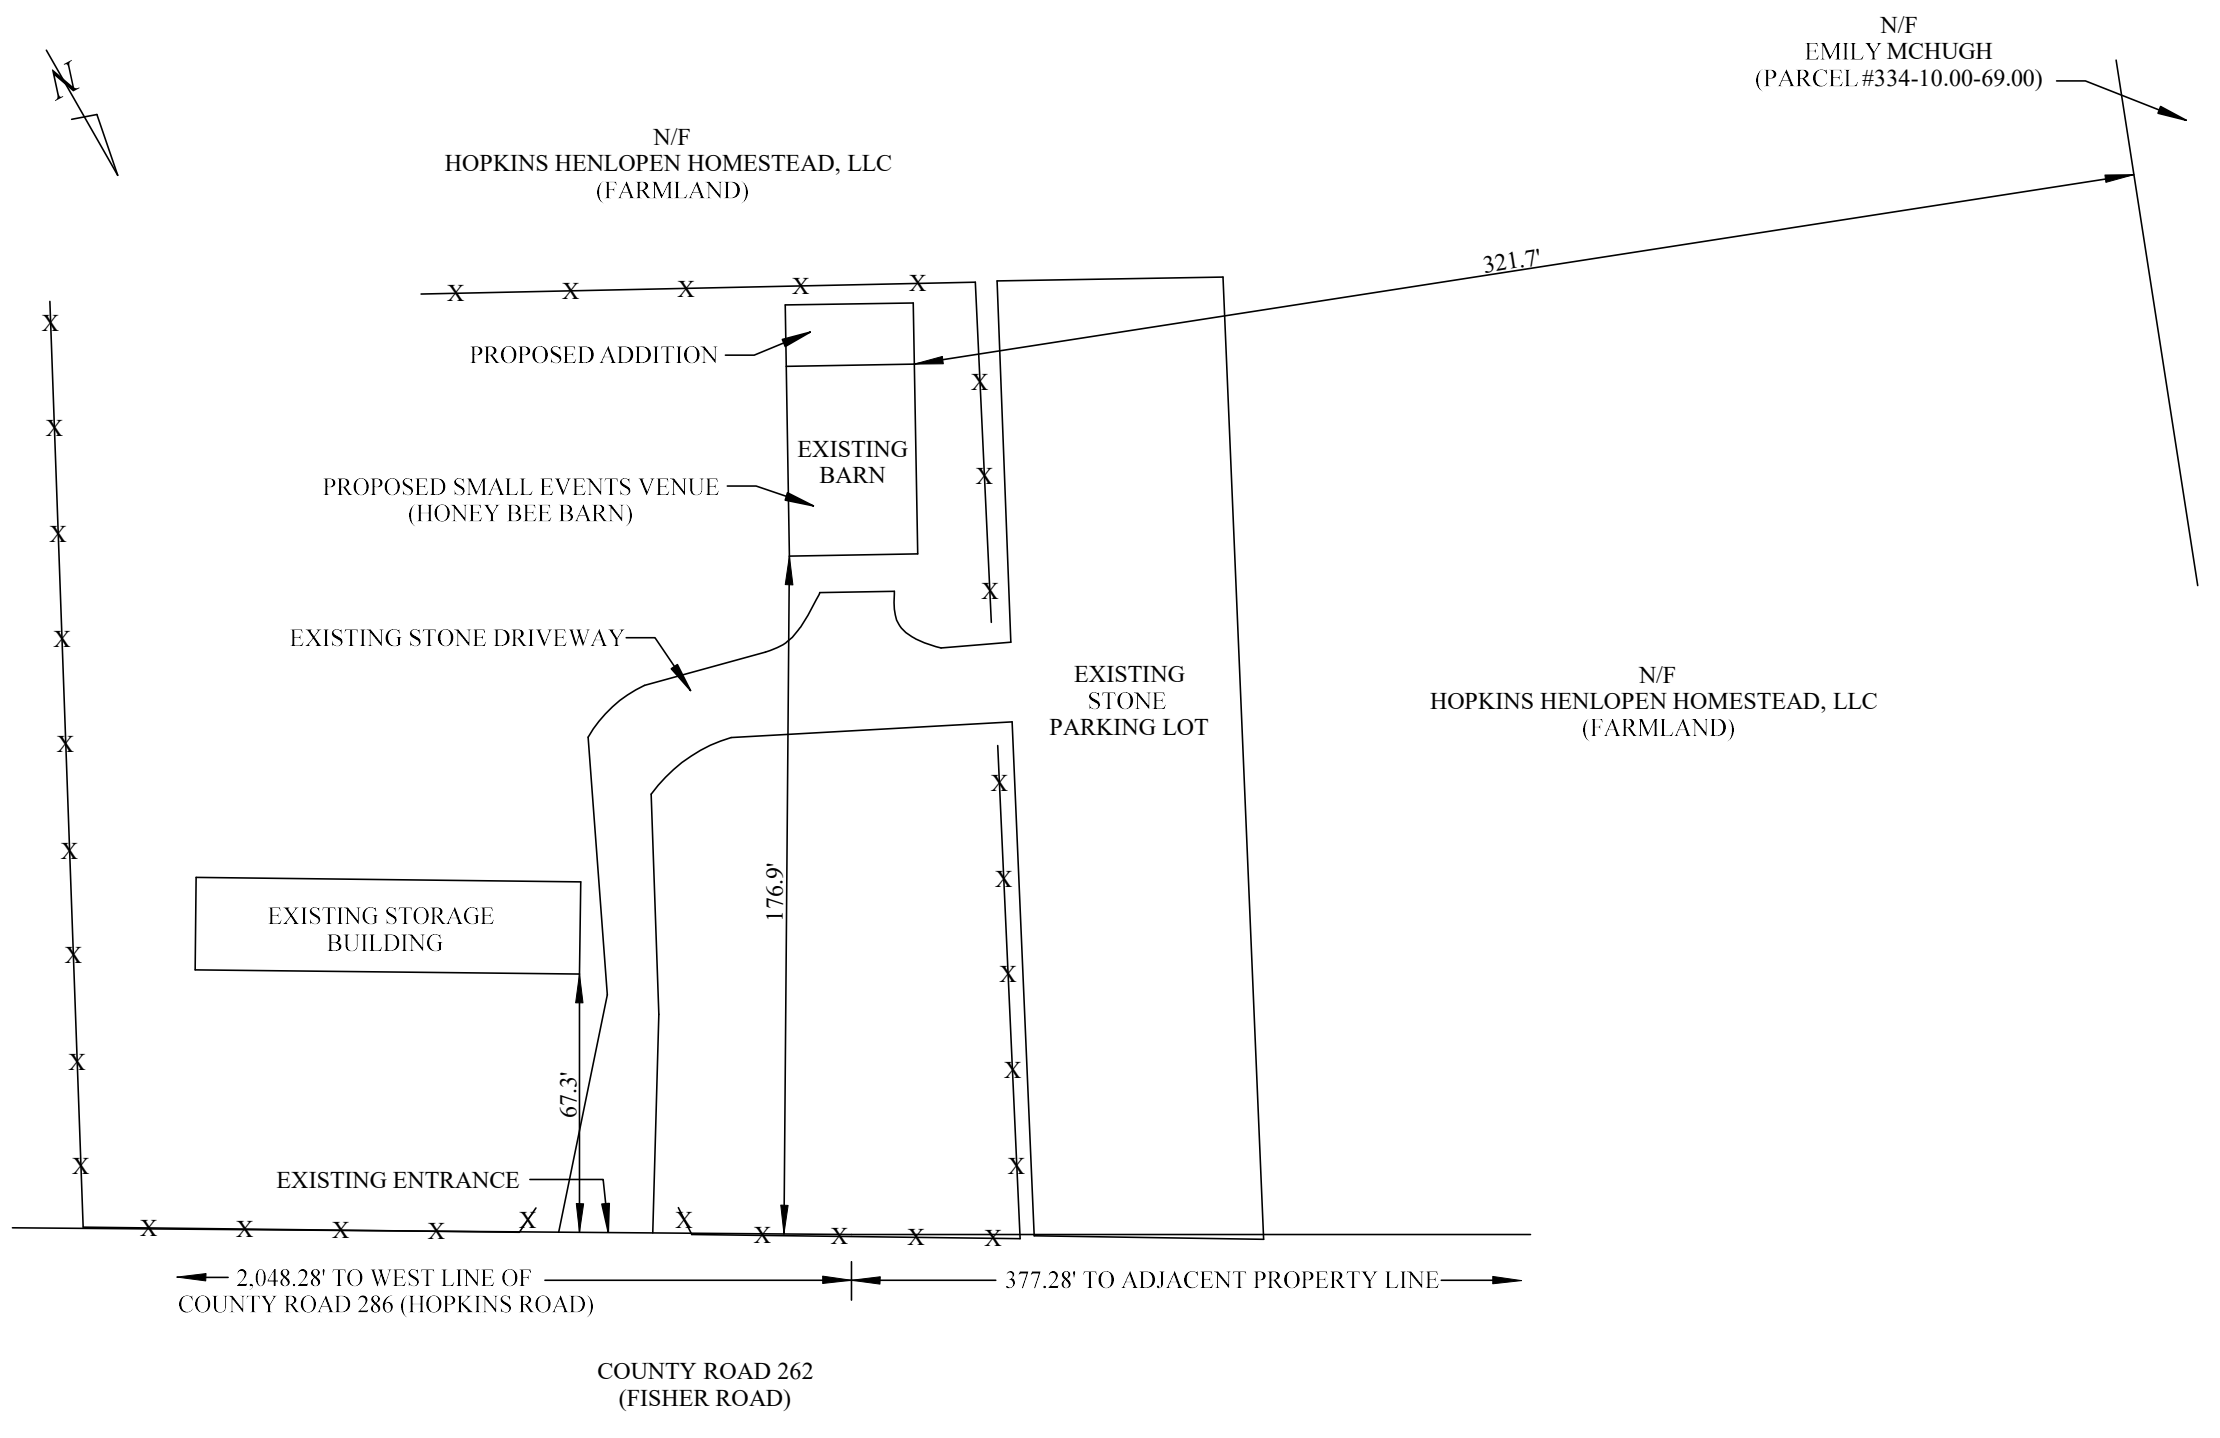 N/F
EMILY MCHUGH
(PARCEL #334-10.00-69.00)
N
N/F
HOPKINS HENLOPEN HOMESTEAD, LLC
(FARMLAND)
321.7'
X X X X X
PROPOSED ADDITION
EXISTING
BARN
PROPOSED SMALL EVENTS VENUE
(HONEY BEE BARN)
X X X
X X X X X X X X X
EXISTING STONE DRIVEWAY
EXISTING
STONE
PARKING LOT
N/F
HOPKINS HENLOPEN HOMESTEAD, LLC
(FARMLAND)
X X X X X
176.9'
EXISTING STORAGE
BUILDING
67.3'
EXISTING ENTRANCE
X X X X X X X X X X
2,048.28' TO WEST LINE OF
COUNTY ROAD 286 (HOPKINS ROAD)
377.28' TO ADJACENT PROPERTY LINE
COUNTY ROAD 262
(FISHER ROAD)